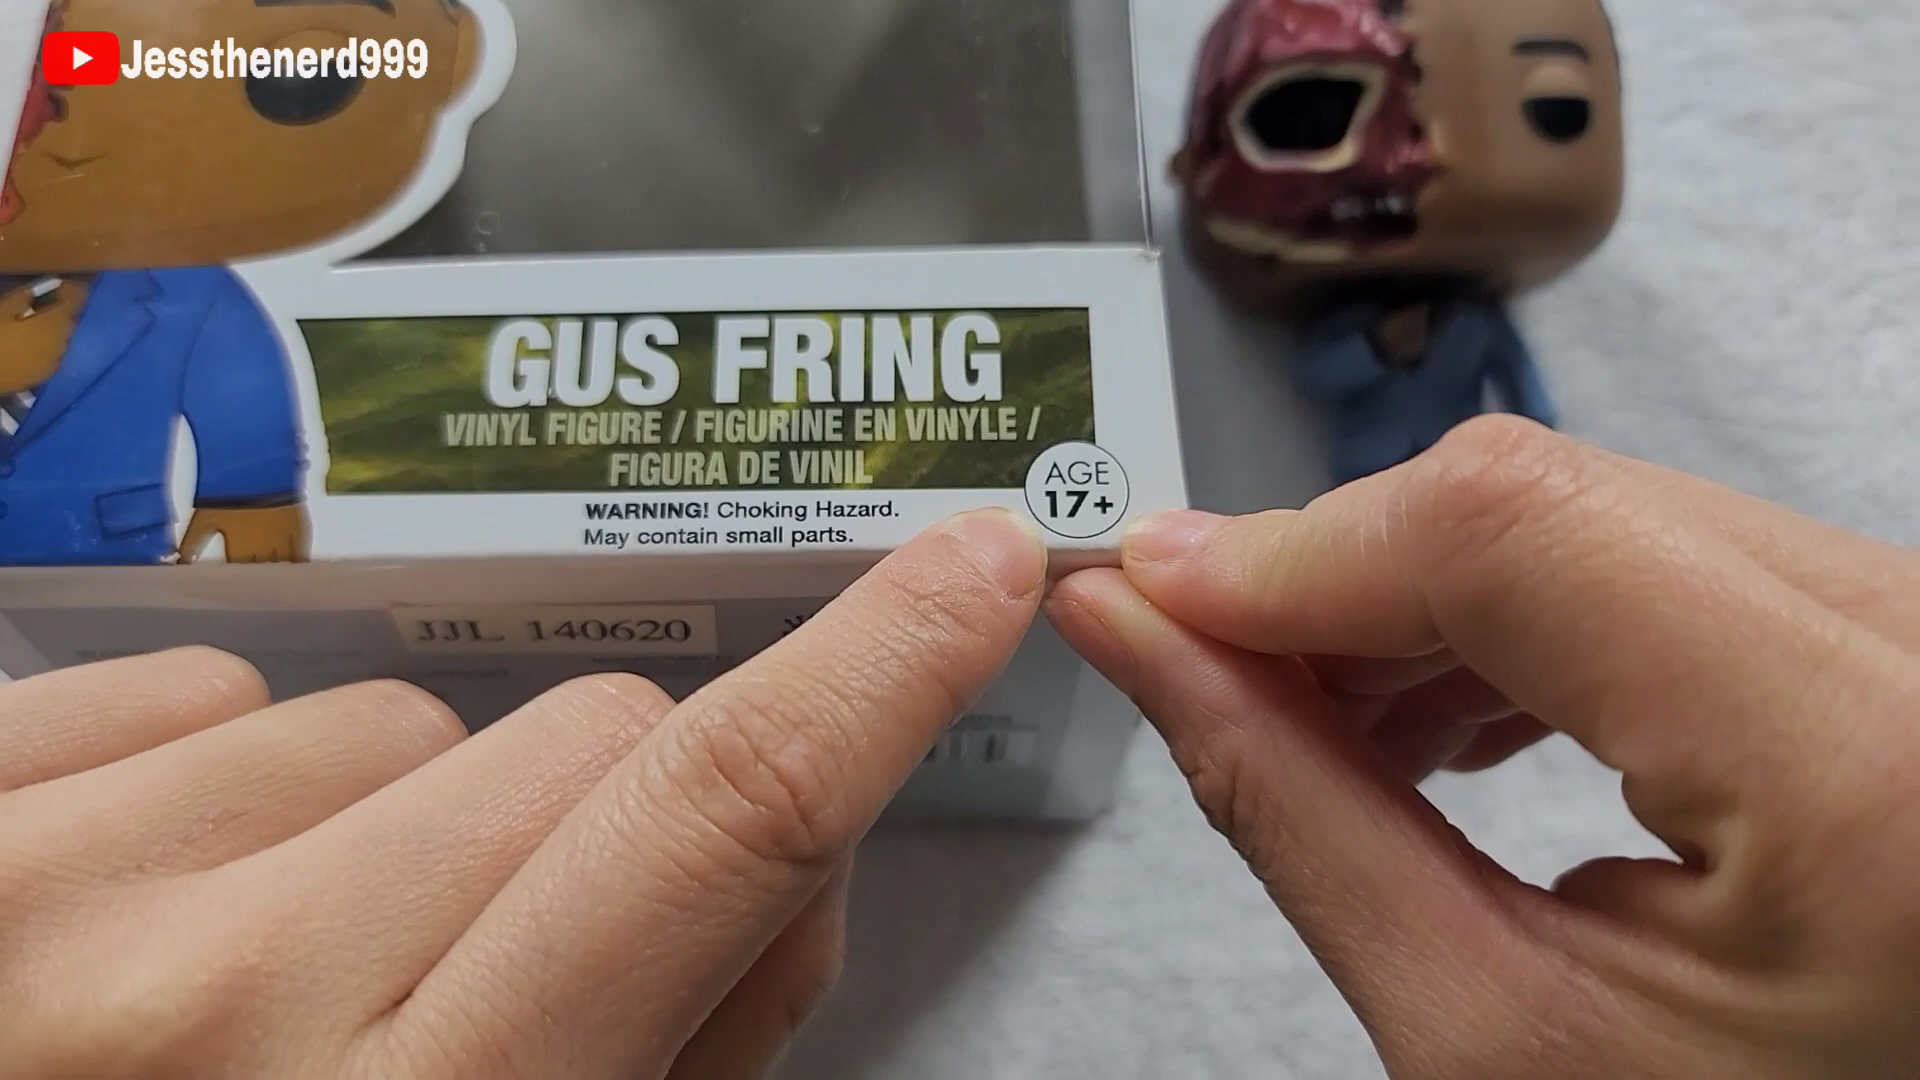 Jessthenerd999
GUS FRING
VINYL FIGURE / FIGURINE EN VINYLE /
FIGURA DE VINIL
AGE
17+
WARNING! Choking Hazard.
May contain small parts.
JJL 140620